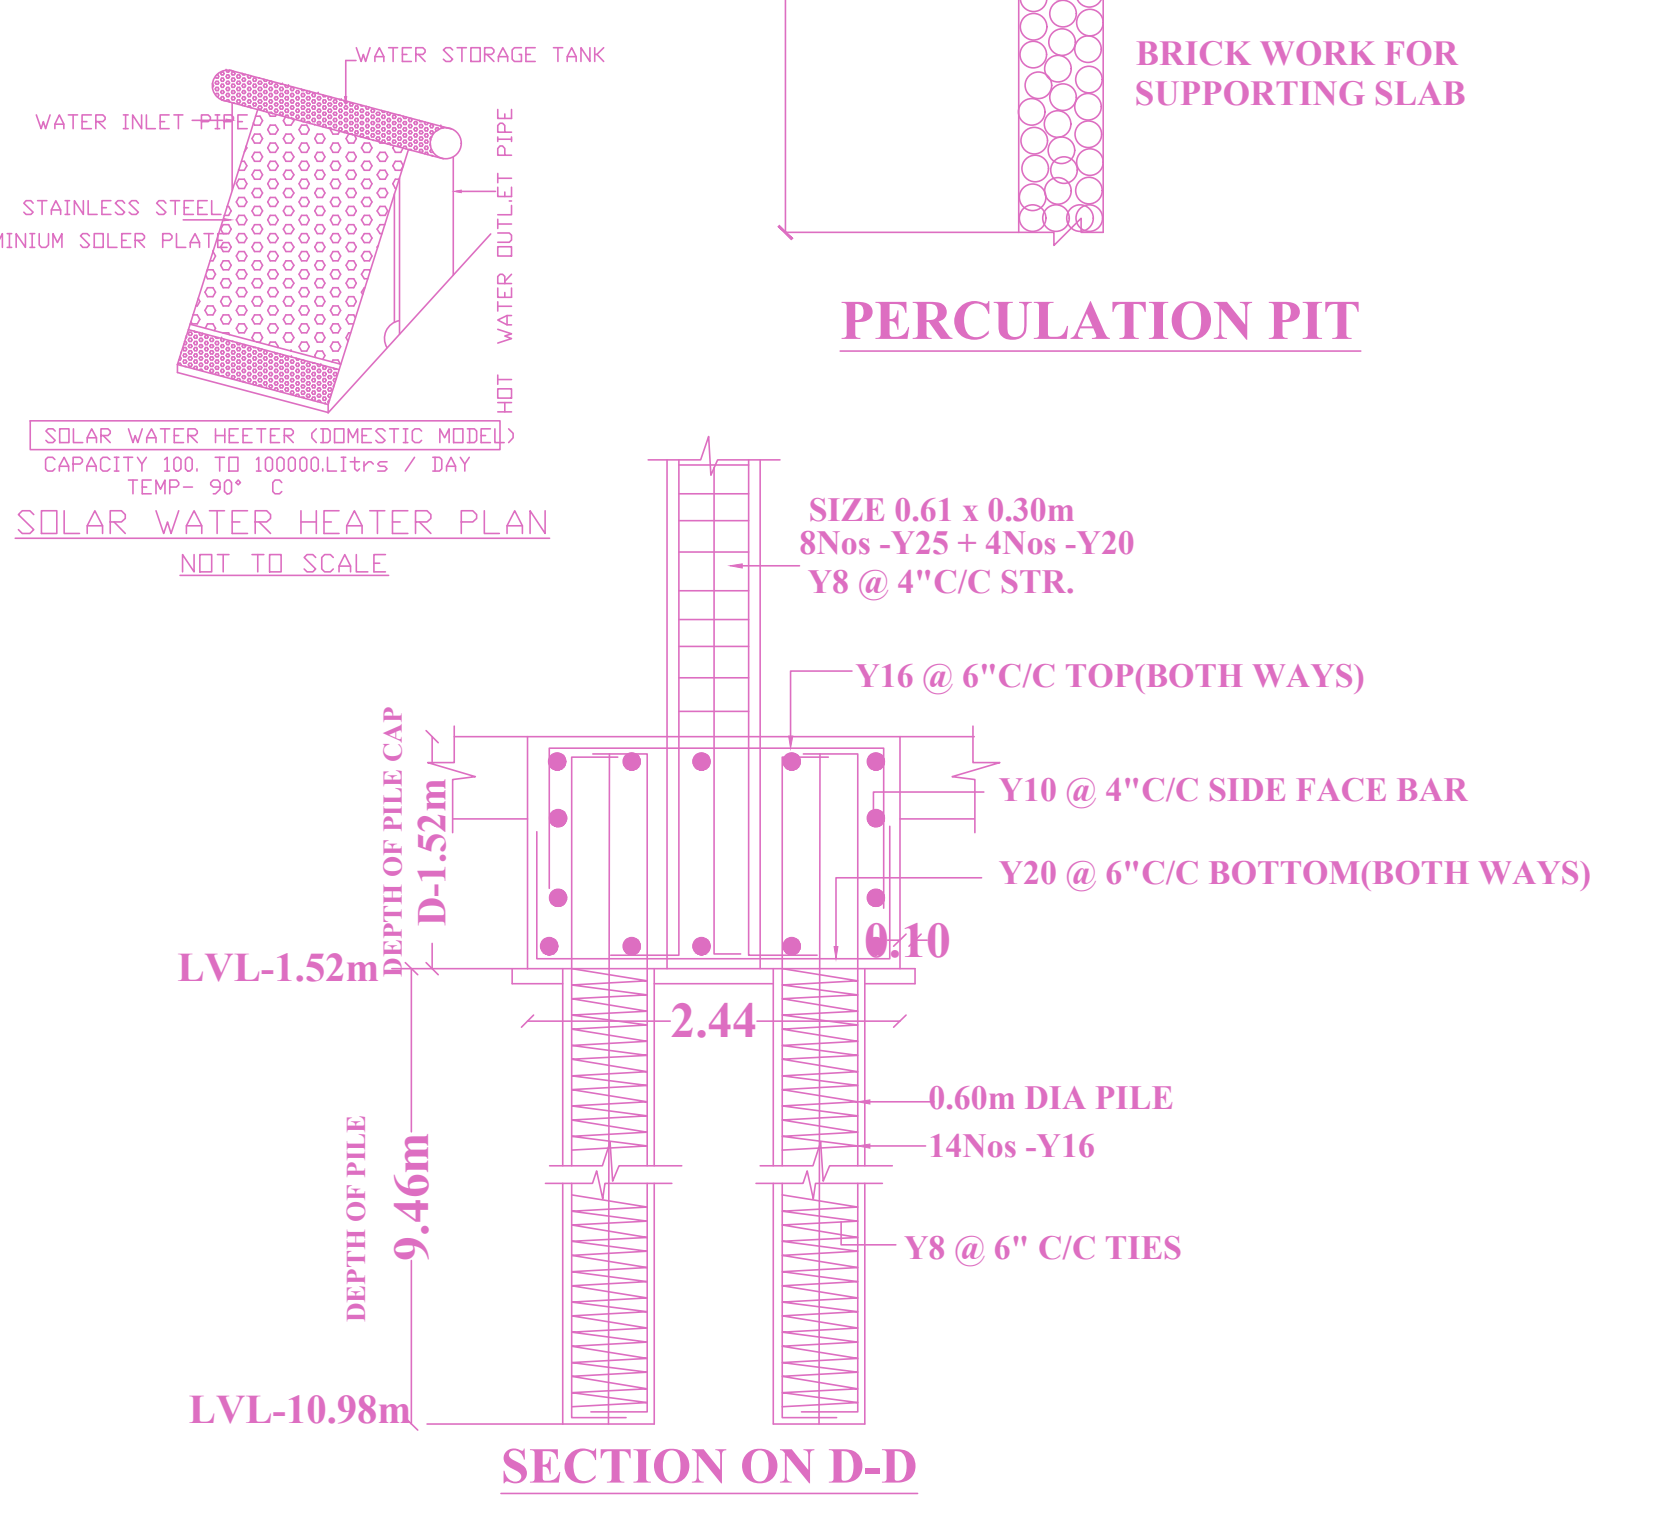 WATER STORAGE TANK
WATER INLET PIPE
STAINLESS STEEL
MINIUM SOLER PLATE
HOT WATER OUTL.ET PIPE
SOLAR WATER HEETER (DOMESTIC MODEL)
CAPACITY 100. TO 100000.LItrs / DAY
TEMP- 90° C
SOLAR WATER HEATER PLAN
NOT TO SCALE
BRICK WORK FOR
SUPPORTING SLAB
PERCULATION PIT
SIZE 0.61 x 0.30m
8Nos -Y25 + 4Nos -Y20
Y8 @ 4"C/C STR.
Y16 @ 6"C/C TOP(BOTH WAYS)
DEPTH OF PILE CAP
D-1.52m
Y10 @ 4"C/C SIDE FACE BAR
Y20 @ 6"C/C BOTTOM(BOTH WAYS)
0.10
LVL-1.52m
2.44
0.60m DIA PILE
14Nos -Y16
DEPTH OF PILE
9.46m
Y8 @ 6" C/C TIES
LVL-10.98m
SECTION ON D-D